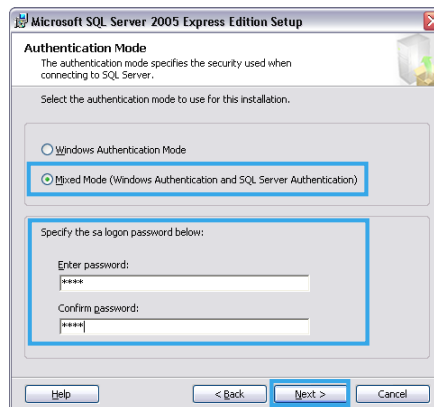 Microsoft SQL Server 2005 Express Edition Setup
Authentication Mode
The authentication mode specifies the security used when
connecting to SQL Server.
Select the authentication mode to use for this installation.
Windows Authentication Mode
Mixed Mode (Windows Authentication and SQL Server Authentication)
Specify the sa logon password below:
Enter password:
****
Confirm password:
****
Help
< Back
Next >
Cancel